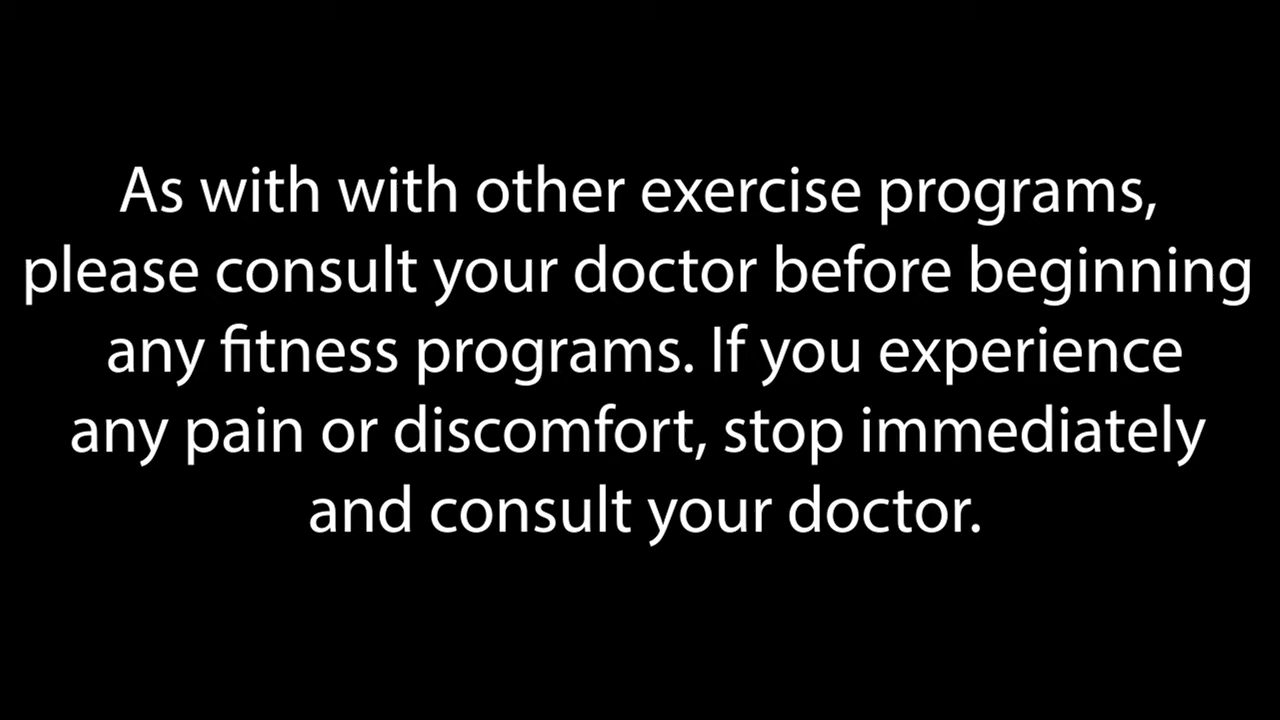 As with with other exercise programs,
please consult your doctor before beginning
any fitness programs. If you experience
any pain or discomfort, stop immediately
and consult your doctor.